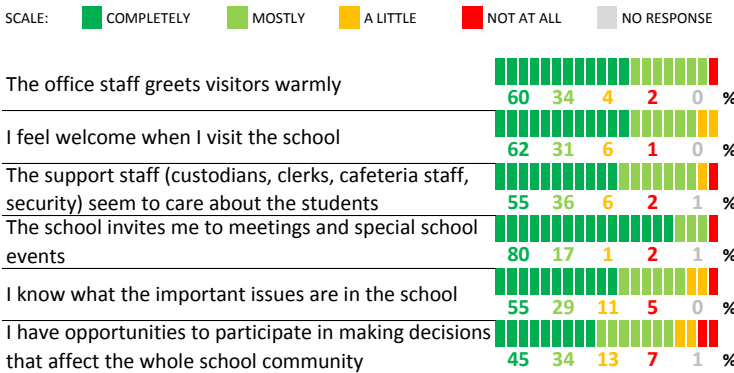 SCALE: COMPLETELY MOSTLY A LITTLE NOT AT ALL NO RESPONSE
The office staff greets visitors warmly
60 34 4 2 0 %
I feel welcome when I visit the school
62 31 6 1 0 %
The support staff (custodians, clerks, cafeteria staff,
security) seem to care about the students
55 36 6 2 1 %
The school invites me to meetings and special school
events
80 17 1 2 1 %
I know what the important issues are in the school
55 29 11 5 0 %
I have opportunities to participate in making decisions
that affect the whole school community
45 34 13 7 1 %